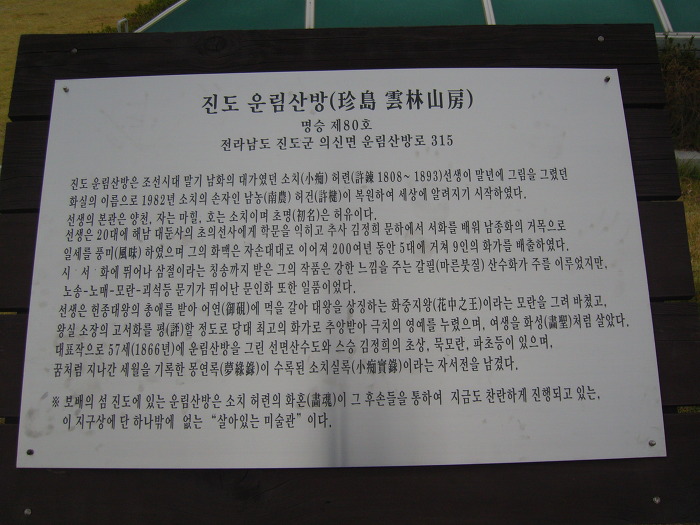 진도 운림산방(珍島 雲林山房)
명승 제80호
전라남도 진도군 의신면 운림산방로 315
진도 운림산방은 조선시대 말기 남화의 대가였던 소치(小痴) 허련(許鍊 1808~ 1893)선생이 말년에 그림을 그렸던
화실의 이름으로 1982년 소치의 손자인 남농(南農) 허건(許楗)이 복원하여 세상에 알려지기 시작하였다.
선생의 본관은 양천, 자는 마힐, 호는 소치이며 초명(初名)은 허유이다.
선생은 20대에 해남 대둔사의 초의선사에게 학문을 익히고 추사 김정희 문하에서 서화를 배워 남종화의 거목으로
일세를 풍미(風味) 하였으며 그의 화맥은 자손대대로 이어져 200여년 동안 5대에 거쳐 9인의 화가를 배출하였다.
시 · 서 · 화에 뛰어나 삼절이라는 칭송까지 받은 그의 작품은 강한 느낌을 주는 갈필(마른붓질) 산수화가 주를 이루었지만,
노송-노매-모란-괴석등 문기가 뛰어난 문인화 또한 일품이었다.
선생은 헌종대왕의 총애를 받아 어연(御硯)에 먹을 갈아 대왕을 상징하는 화중지왕(花中之王)이라는 모란을 그려 바쳤고,
왕실 소장의 고서화를 평(評)할 정도로 당대 최고의 화가로 추앙받아 극치의 영예를 누렸으며, 여생을 화성(畵聖)처럼 살았다.
대표작으로 57세(1866년)에 운림산방을 그린 선면산수도와 스승 김정희의 초상, 묵모란, 파초등이 있으며,
꿈처럼 지나간 세월을 기록한 몽연록(夢緣錄)이 수록된 소치실록(小痴實錄)이라는 자서전을 남겼다.
※ 보배의 섬 진도에 있는 운림산방은 소치 허련의 화혼(畵魂)이 그 후손들을 통하여 지금도 찬란하게 진행되고 있는,
이 지구상에 단 하나밖에 없는 “살아있는 미술관”이다.